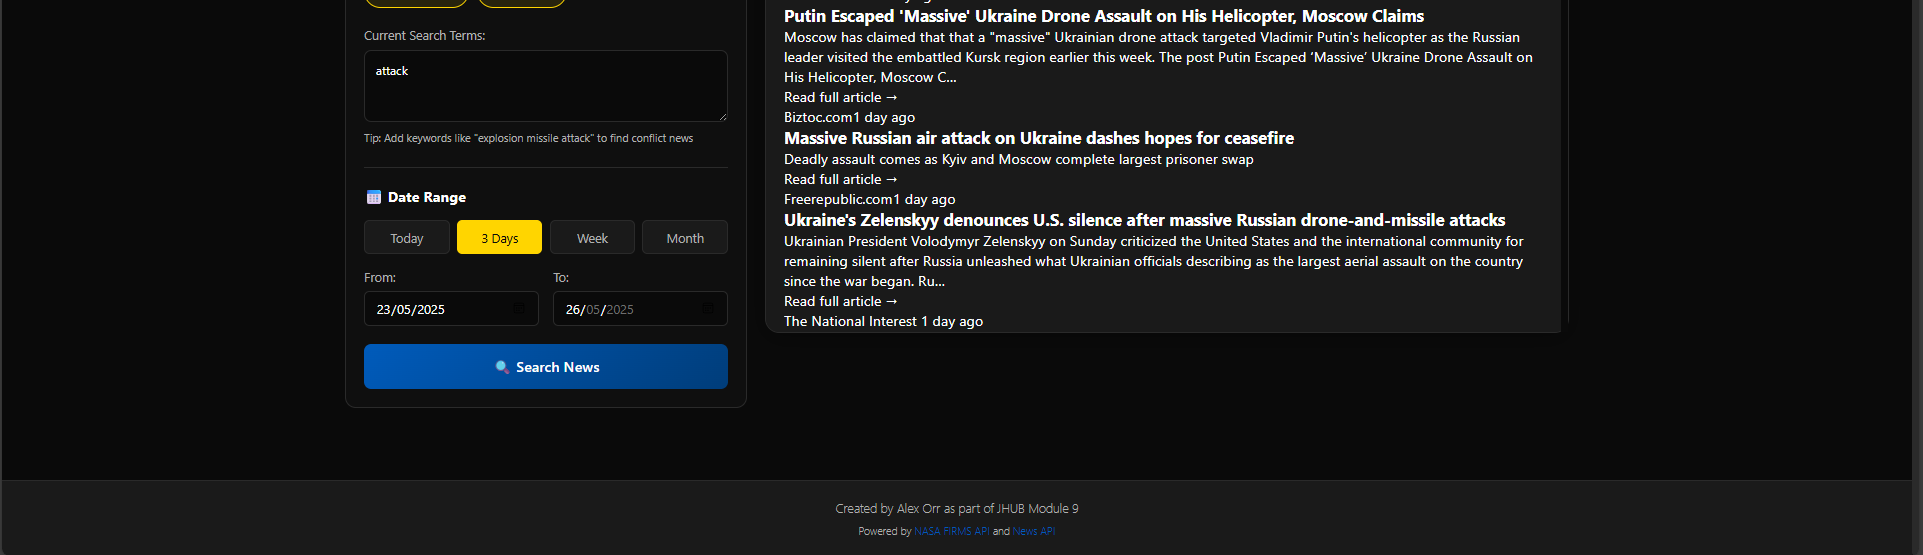 Current Search Terms:
attack
Tip: Add keywords like "explosion missile attack" to find conflict news
Date Range
Today
3 Days
Week
Month
From:
To:
23/05/2025
26/05/2025
Search News
Putin Escaped 'Massive' Ukraine Drone Assault on His Helicopter, Moscow Claims
Moscow has claimed that that a "massive" Ukrainian drone attack targeted Vladimir Putin's helicopter as the Russian
leader visited the embattled Kursk region earlier this week. The post Putin Escaped ‘Massive’ Ukraine Drone Assault on
His Helicopter, Moscow C...
Read full article →
Biztoc.com1 day ago
Massive Russian air attack on Ukraine dashes hopes for ceasefire
Deadly assault comes as Kyiv and Moscow complete largest prisoner swap
Read full article →
Freerepublic.com1 day ago
Ukraine's Zelenskyy denounces U.S. silence after massive Russian drone-and-missile attacks
Ukrainian President Volodymyr Zelenskyy on Sunday criticized the United States and the international community for
remaining silent after Russia unleashed what Ukrainian officials describing as the largest aerial assault on the country
since the war began. Ru...
Read full article →
The National Interest 1 day ago
Created by Alex Orr as part of JHUB Module 9
Powered by NASA FIRMS API and News API